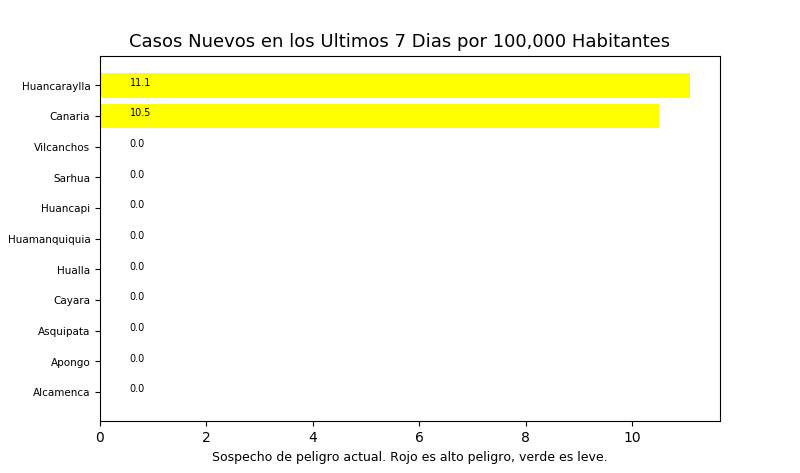 Casos Nuevos en los Ultimos 7 Dias por 100,000 Habitantes
Huancaraylla 11.1
Canaria 10.5
Vilcanchos 0.0
Sarhua 0.0
Huancapi 0.0
Huamanquiquia 0.0
Hualla 0.0
Cayara 0.0
Asquipata 0.0
Apongo 0.0
Alcamenca 0.0
0 2 4 6 8 10
Sospecho de peligro actual. Rojo es alto peligro, verde es leve.